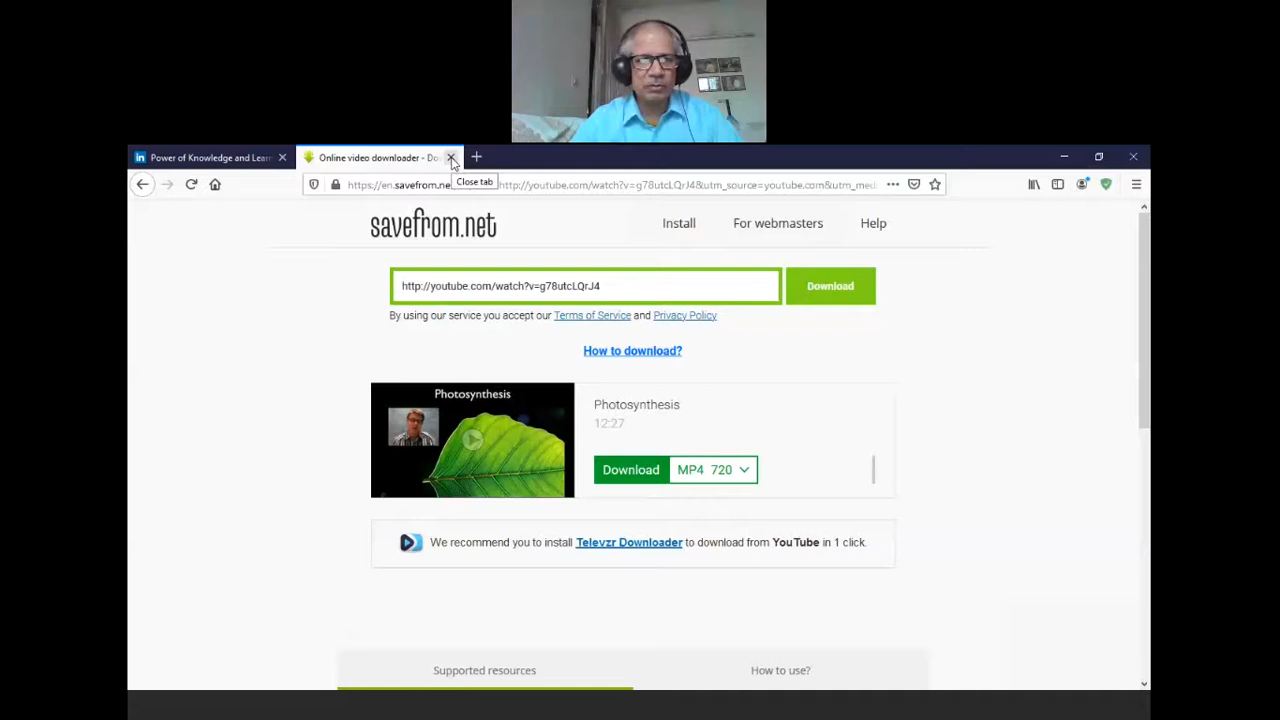 Power of Knowledge and Lear
Online video downloader - Do
Close tab
https://en.savefrom.ne
http://youtube.com/watch?v=g78utcLQrJ4&utm_source=youtube.com&utm_med
savefrom.net
Install
For webmasters
Help
http://youtube.com/watch?v=g78utcLQrJ4
Download
By using our service you accept our Terms of Service and Privacy Policy
How to download?
Photosynthesis
Photosynthesis
12:27
Download MP4 720
We recommend you to install Televzr Downloader to download from YouTube in 1 click.
Supported resources
How to use?